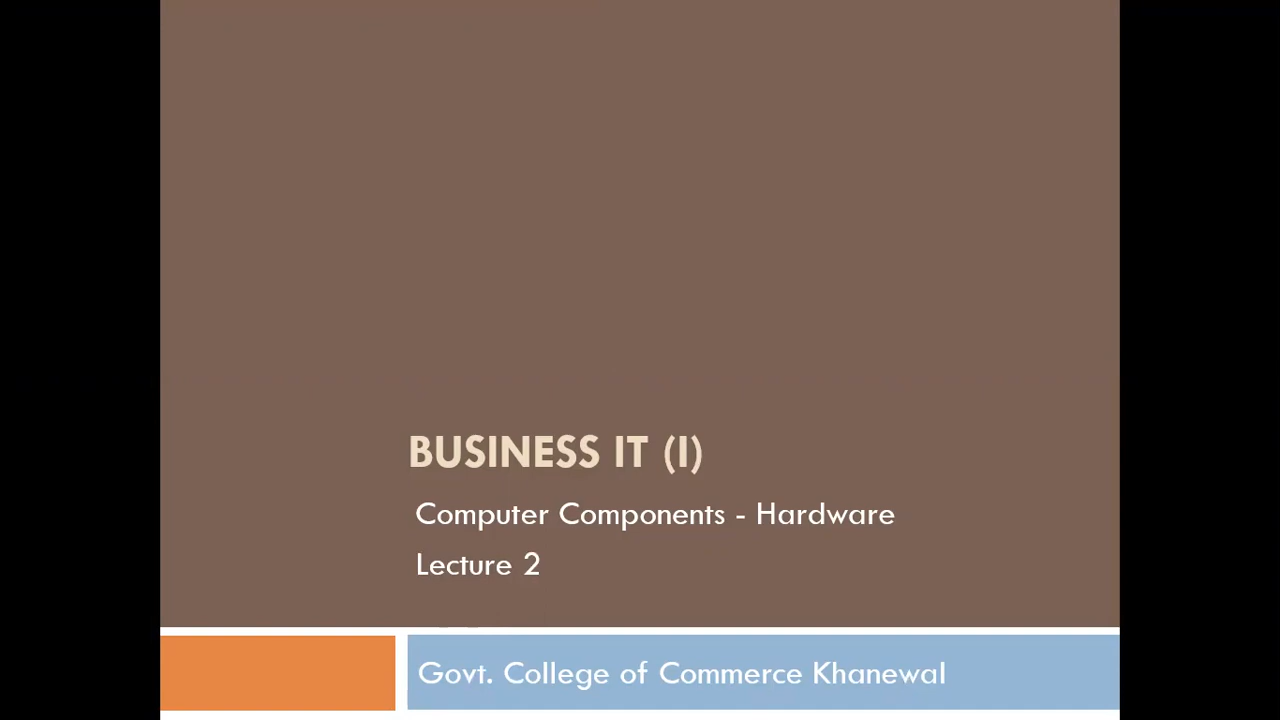 BUSINESS IT (I)
Computer Components - Hardware
Lecture 2
Govt. College of Commerce Khanewal